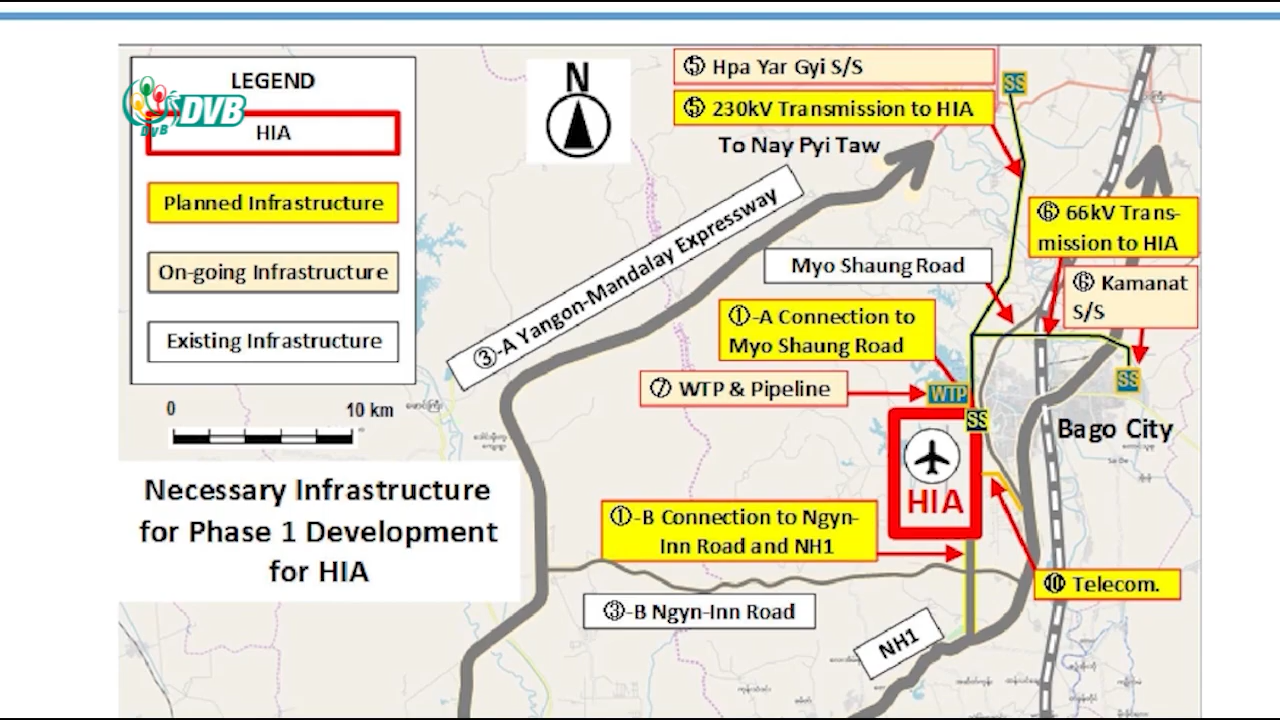 LEGEND
DVB
DVB
HIA
Planned Infrastructure
On-going Infrastructure
Existing Infrastructure
0 10 km
Necessary Infrastructure
for Phase 1 Development
for HIA
N
⑤ Hpa Yar Gyi S/S
⑤ 230kV Transmission to HIA
To Nay Pyi Taw
SS
③-A Yangon-Mandalay Expressway
⑥ 66kV Trans-
mission to HIA
Myo Shaung Road
⑥ Kamanat
S/S
①-A Connection to
Myo Shaung Road
⑦ WTP & Pipeline
WTP
SS
SS
Bago City
HIA
①-B Connection to Ngyn-
Inn Road and NH1
⑩ Telecom.
③-B Ngyn-Inn Road
NH1